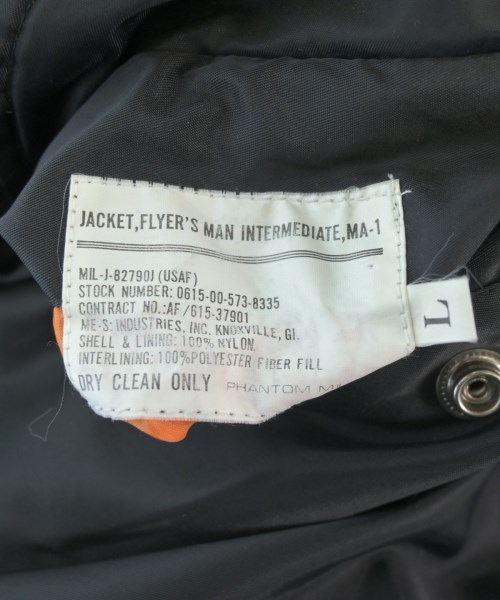 JACKET,FLYER'S MAN INTERMEDIATE,MA-1
MIL-J-82790J (USAF)
STOCK NUMBER: 0615-00-573-8335
CONTRACT NO.:AF/615-37901
ME-S: INDUSTRIES, INC. KNOXVILLE, GI.
SHELL & LINING: 100% NYLON.
INTERLINING: 100%POLYESTER FIBER FILL
DRY CLEAN ONLY PHANTOM
L